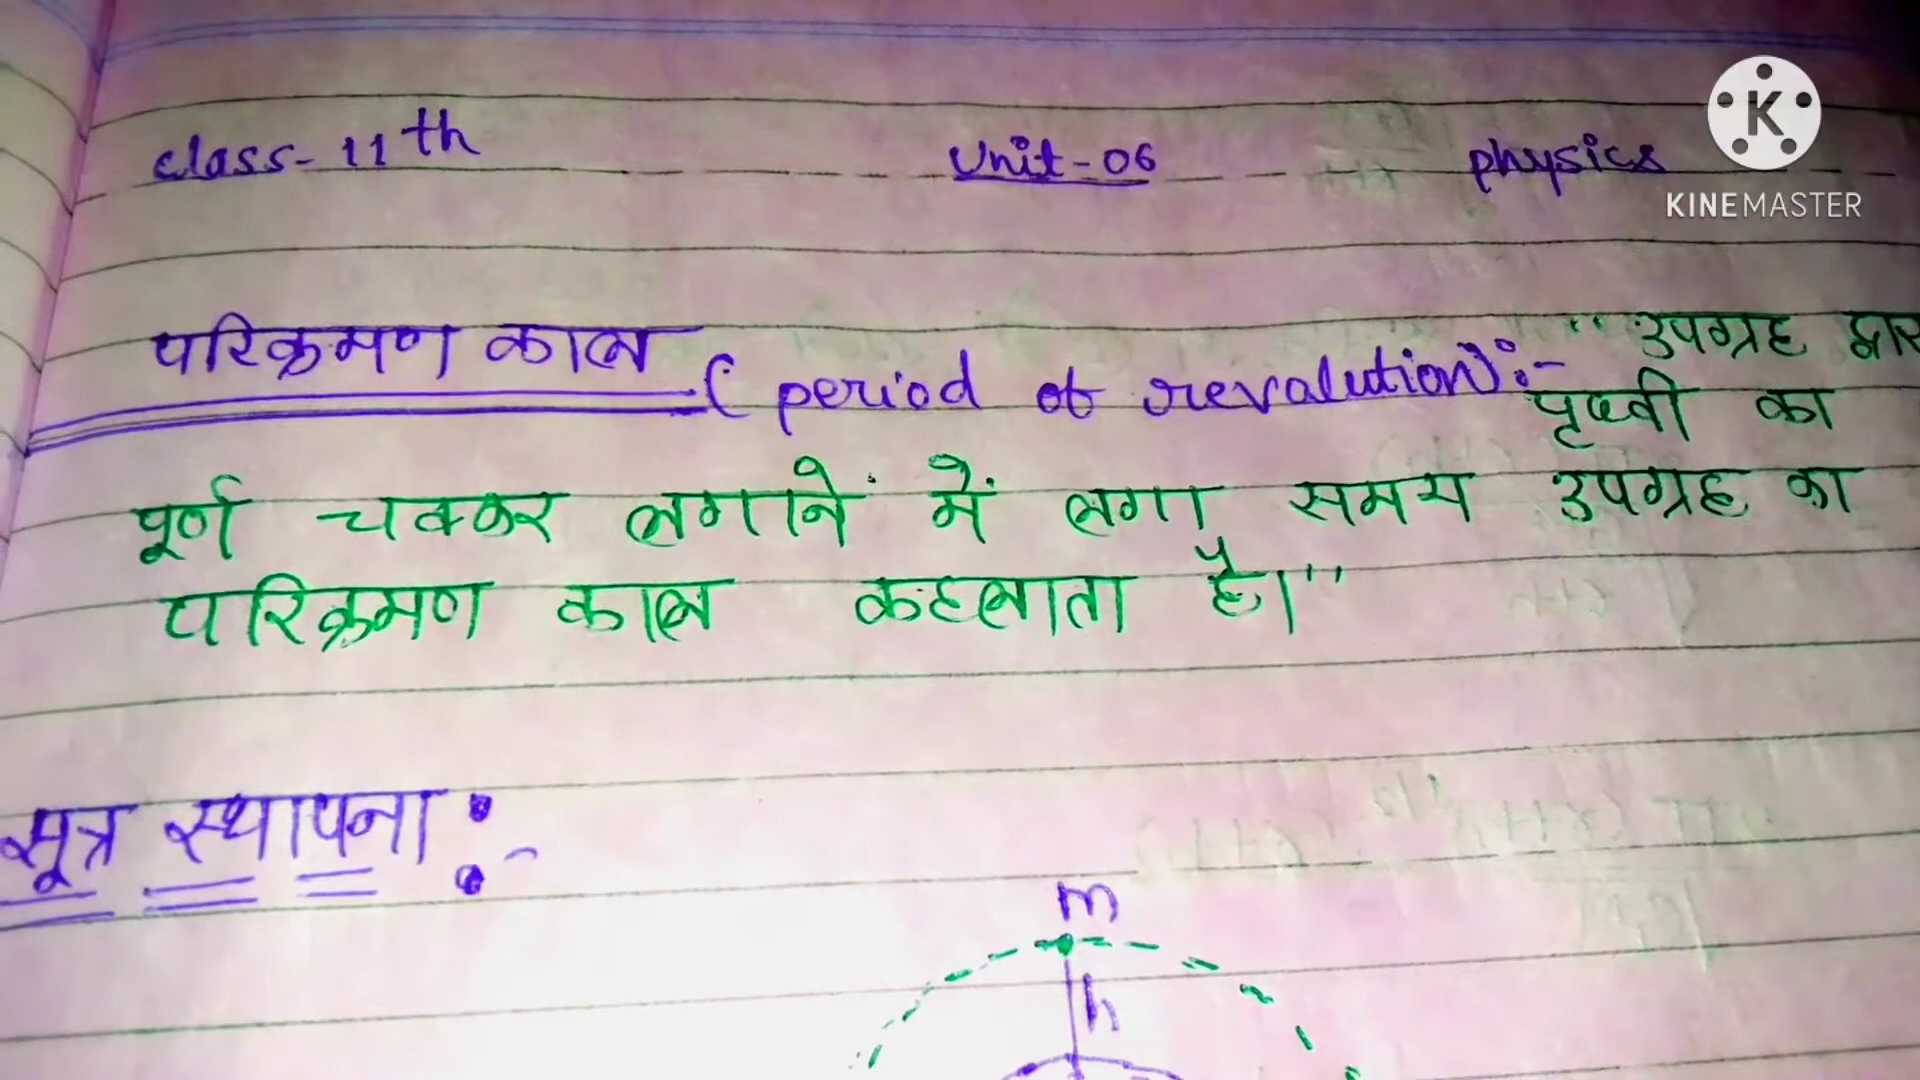 class-11th Unit-06 physics
KINEMASTER
परिक्रमण काल (period of revalution):- "उपग्रह द्वारा
पृथ्वी का
पूर्ण चक्कर लगाने में लगा समय उपग्रह का
परिक्रमण काल कहलाता है।"
सूत्र स्थापना :-
m
h